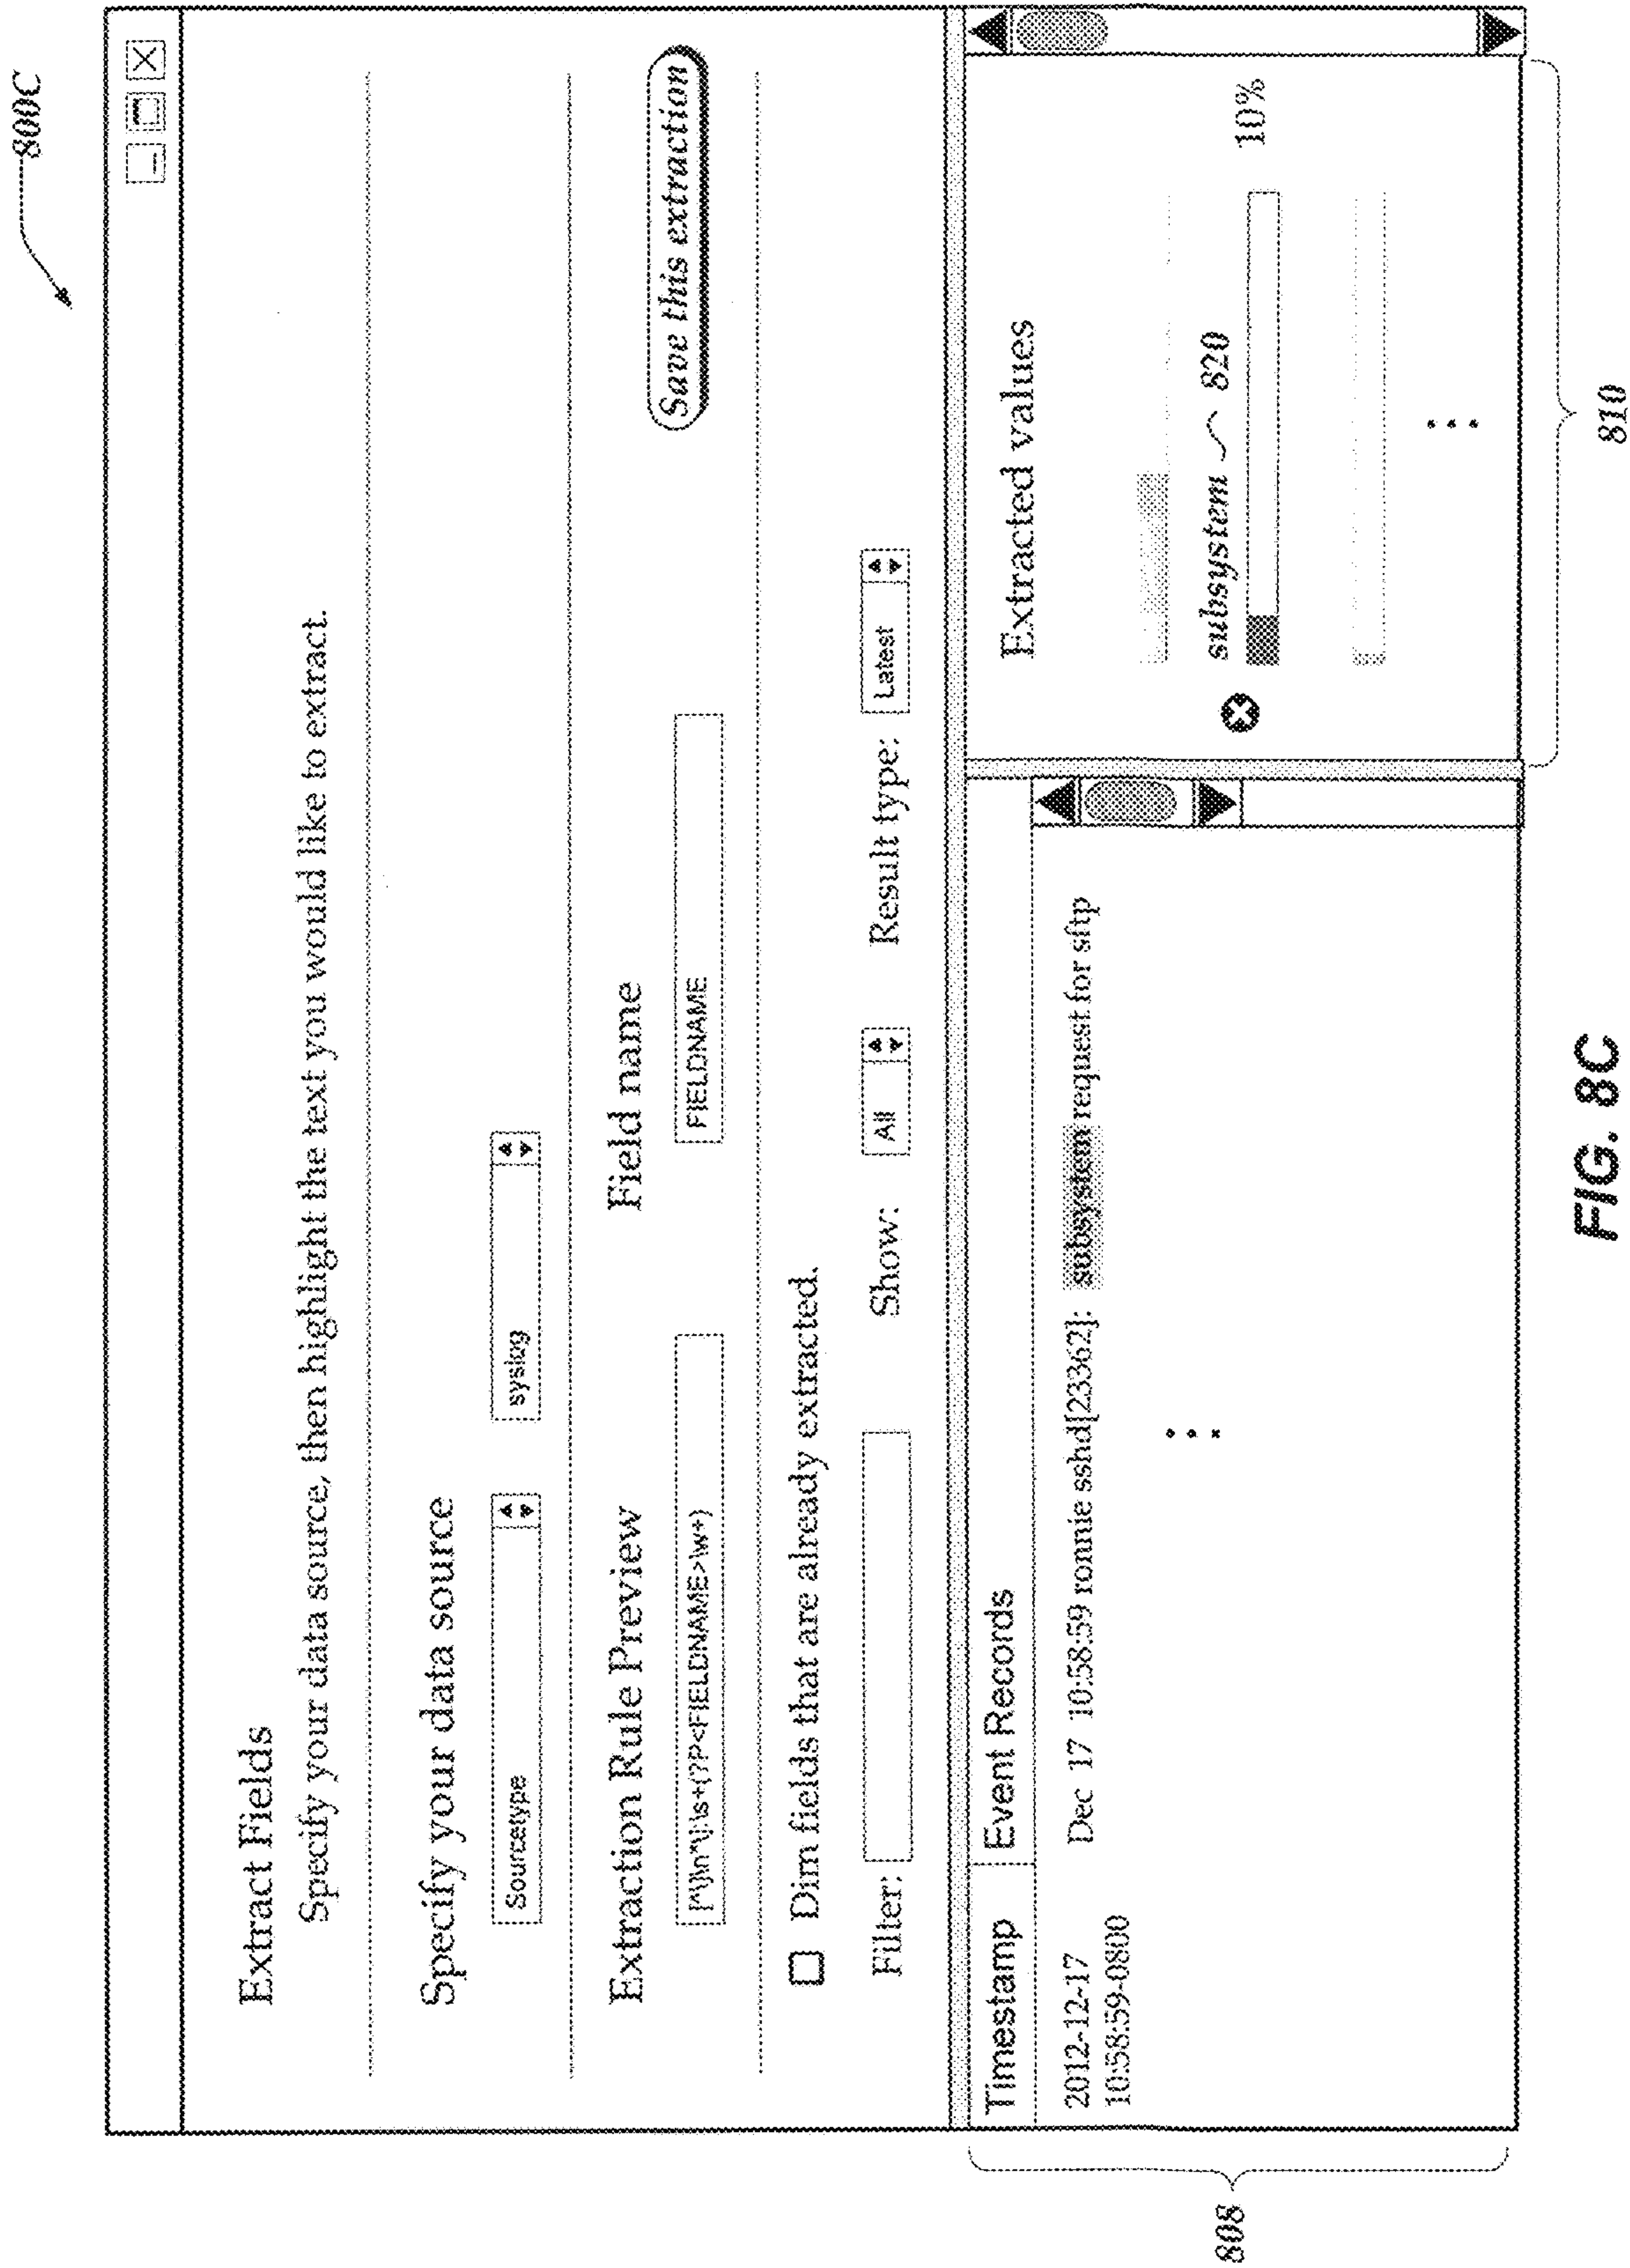 800C
Extract Fields
Specify your data source, then highlight the text you would like to extract.
Specify your data source
Sourcetype
syslog
Extraction Rule Preview
Field name
FIELDNAME
Save this extraction
Dim fields that are already extracted.
Filter:
Show:
All
Result type:
Latest
Timestamp
Event Records
Extracted values
2012-12-17
10:58:59-0800
Dec 17 10:58:59 ronnie sshd[23362]: subsystem request for sftp
subsystem 820
10%
808
810
FIG. 8C